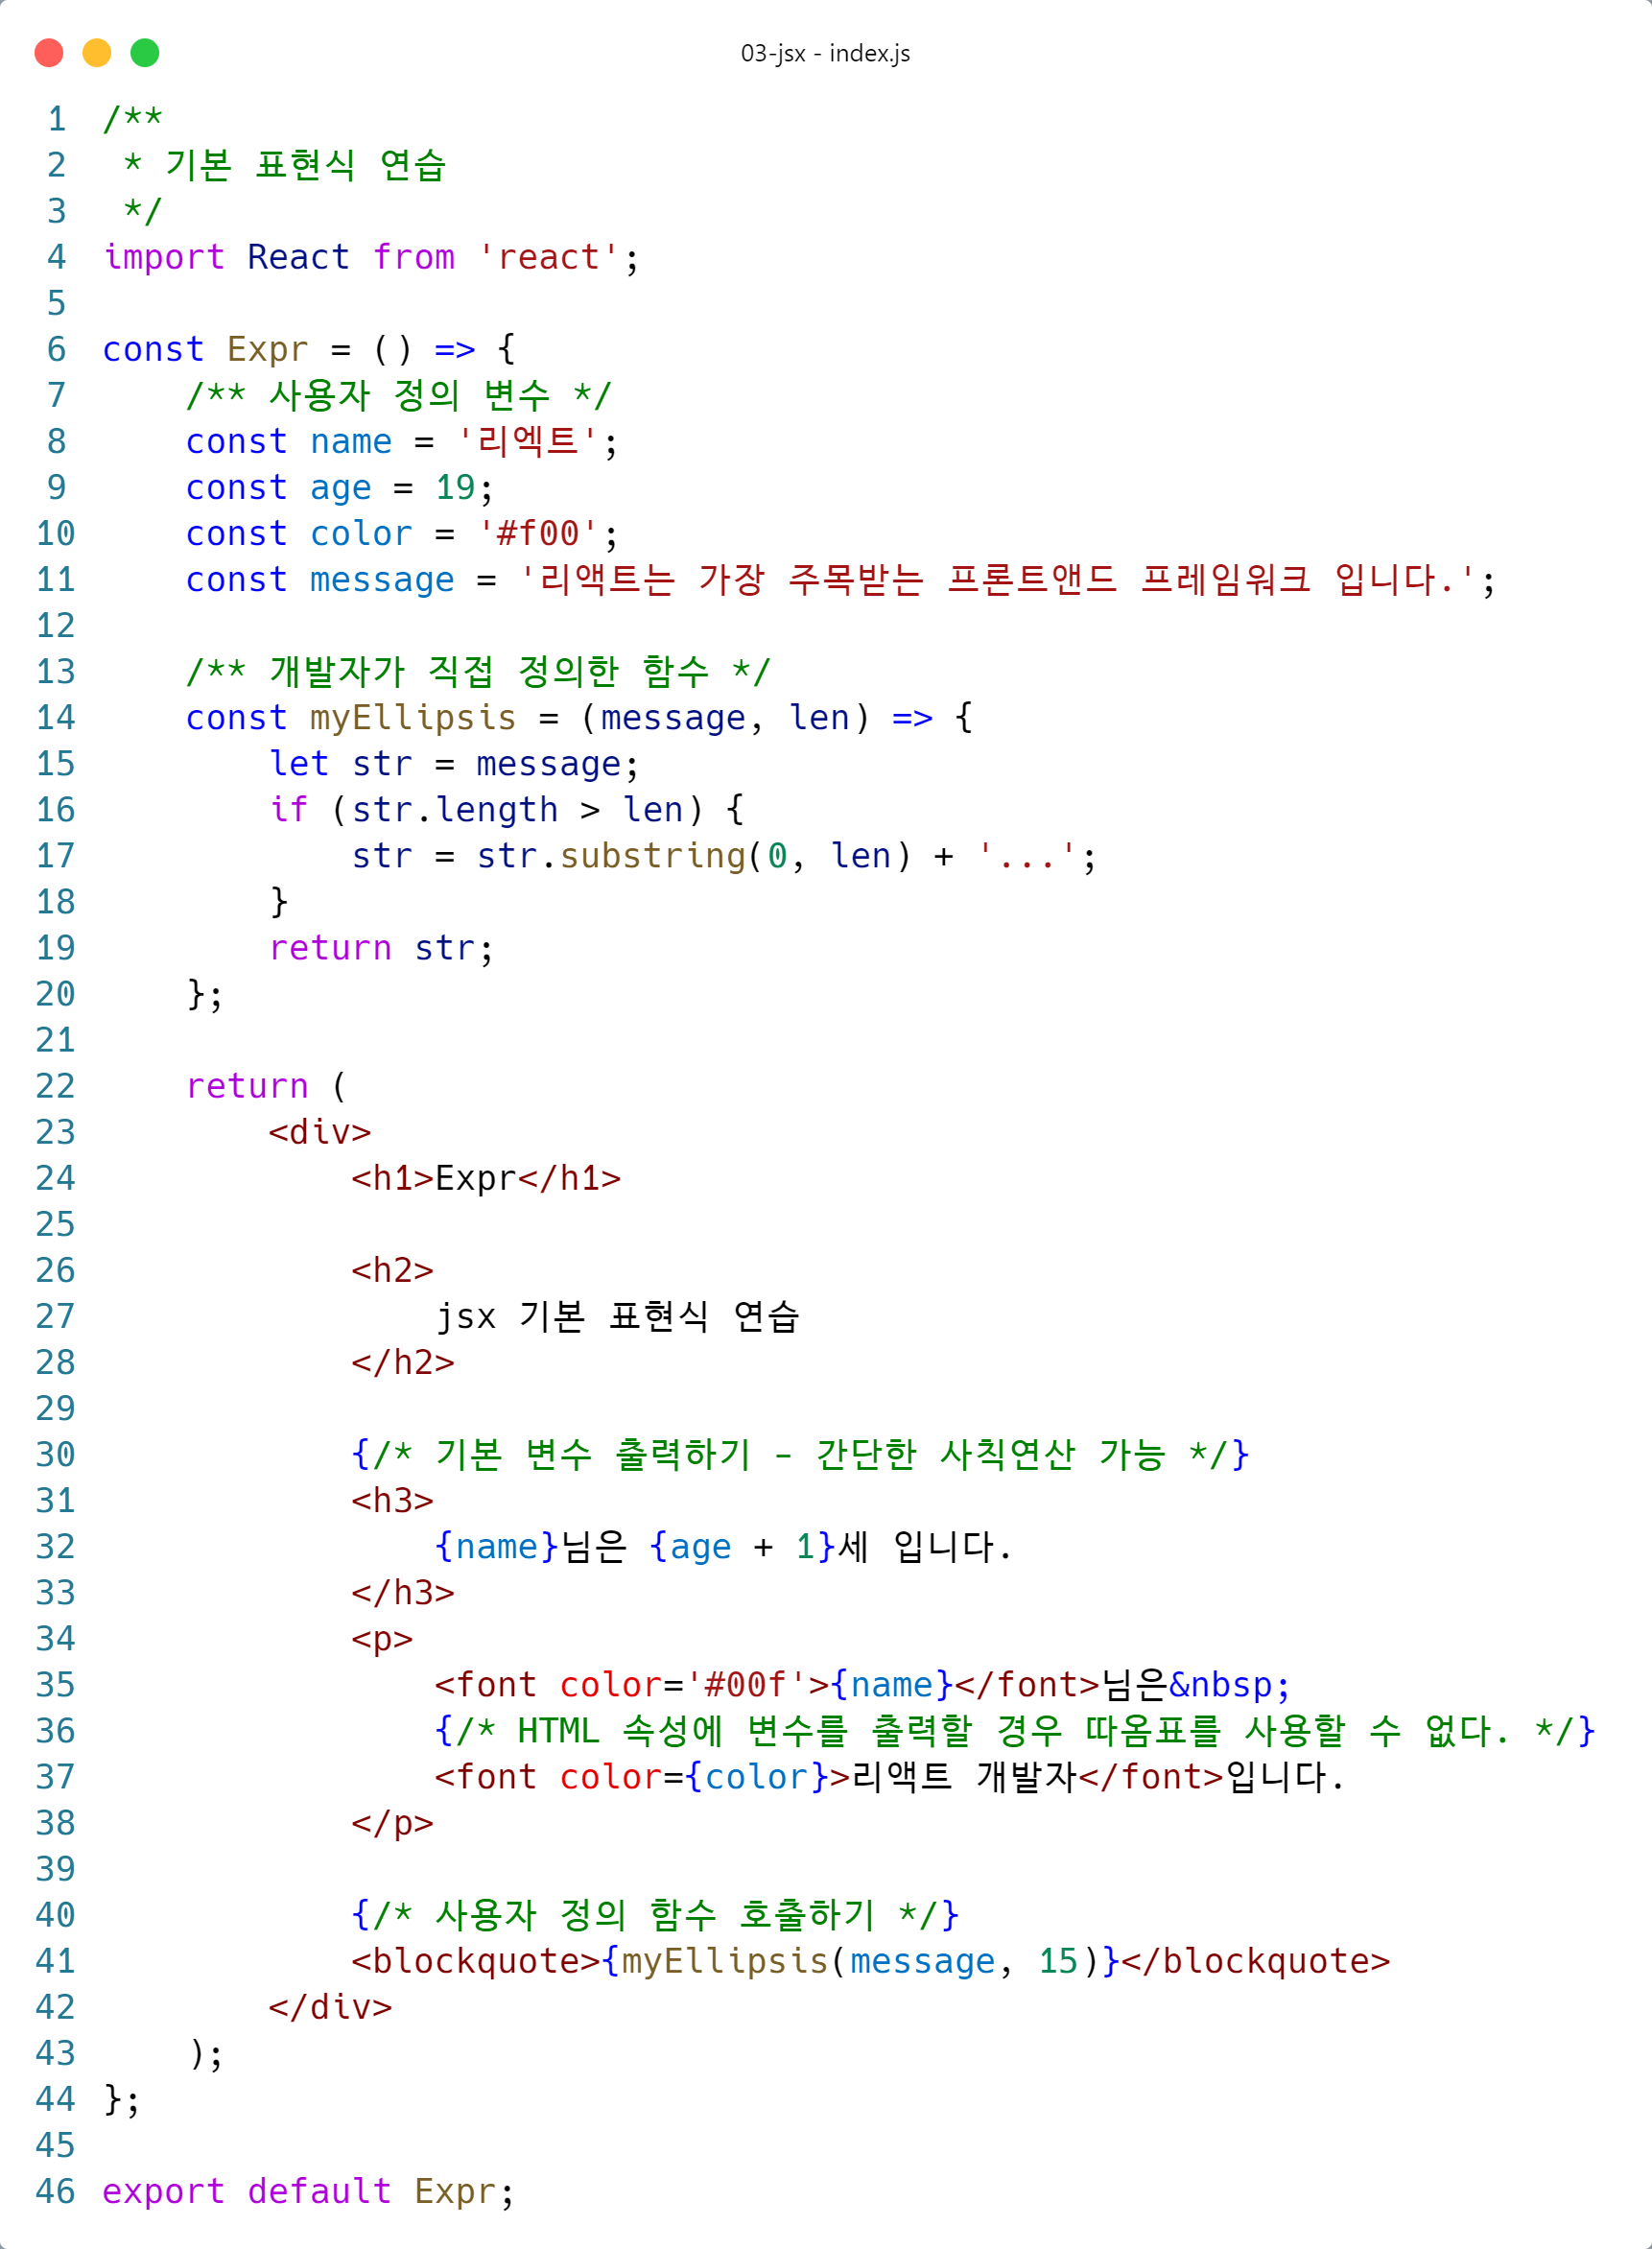 03-jsx - index.js
1 /**
2  * 기본 표현식 연습
3  */
4 import React from 'react';
5
6 const Expr = () => {
7     /** 사용자 정의 변수 */
8     const name = '리엑트';
9     const age = 19;
10     const color = '#f00';
11     const message = '리액트는 가장 주목받는 프론트앤드 프레임워크 입니다.';
12
13     /** 개발자가 직접 정의한 함수 */
14     const myEllipsis = (message, len) => {
15         let str = message;
16         if (str.length > len) {
17             str = str.substring(0, len) + '...';
18         }
19         return str;
20     };
21
22     return (
23         <div>
24             <h1>Expr</h1>
25
26             <h2>
27                 jsx 기본 표현식 연습
28             </h2>
29
30             {/* 기본 변수 출력하기 - 간단한 사칙연산 가능 */}
31             <h3>
32                 {name}님은 {age + 1}세 입니다.
33             </h3>
34             <p>
35                 <font color='#00f'>{name}</font>님은&nbsp;
36                 {/* HTML 속성에 변수를 출력할 경우 따옴표를 사용할 수 없다. */}
37                 <font color={color}>리액트 개발자</font>입니다.
38             </p>
39
40             {/* 사용자 정의 함수 호출하기 */}
41             <blockquote>{myEllipsis(message, 15)}</blockquote>
42         </div>
43     );
44 };
45
46 export default Expr;